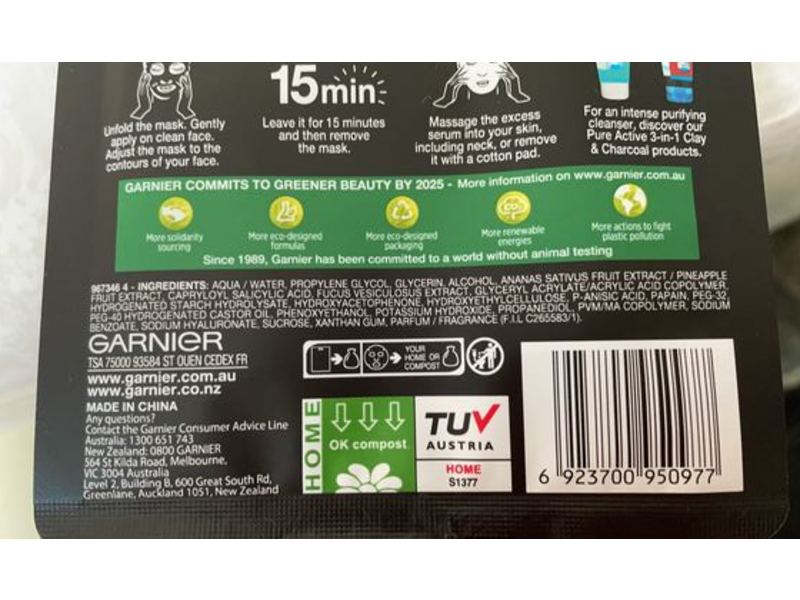 15min
Unfold the mask. Gently
apply on clean face.
Adjust the mask to the
contours of your face.
Leave it for 15 minutes
and then remove
the mask.
Massage the excess
serum into your skin,
including neck, or remove
it with a cotton pad.
For an intense purifying
cleanser, discover our
Pure Active 3-in-1 Clay
& Charcoal products.
GARNIER COMMITS TO GREENER BEAUTY BY 2025 - More information on www.garnier.com.au
More solidarity
sourcing
More eco-designed
formulas
More eco-designed
packaging
More renewable
energies
More actions to fight
plastic pollution
Since 1989, Garnier has been committed to a world without animal testing
967346 4 - INGREDIENTS: AQUA / WATER, PROPYLENE GLYCOL, GLYCERIN, ALCOHOL, ANANAS SATIVUS FRUIT EXTRACT / PINEAPPLE
FRUIT EXTRACT, CAPRYLOYL SALICYLIC ACID, FUCUS VESICULOSUS EXTRACT, GLYCERYL ACRYLATE/ACRYLIC ACID COPOLYMER,
HYDROGENATED STARCH HYDROLYSATE, HYDROXYACETOPHENONE, HYDROXYETHYLCELLULOSE, P-ANISIC ACID, PAPAIN, PEG-32,
PEG-40 HYDROGENATED CASTOR OIL, PHENOXYETHANOL, POTASSIUM HYDROXIDE, PROPANEDIOL, PVM/MA COPOLYMER, SODIUM
BENZOATE, SODIUM HYALURONATE, SUCROSE, XANTHAN GUM, PARFUM / FRAGRANCE (F.I.L C265583/1).
GARNIER
TSA 75000 93584 ST OUEN CEDEX FR
www.garnier.com.au
www.garnier.co.nz
MADE IN CHINA
Any questions?
Contact the Garnier Consumer Advice Line
Australia: 1300 651 743
New Zealand: 0800 GARNIER
564 St Kilda Road, Melbourne,
VIC 3004 Australia
Level 2, Building B, 600 Great South Rd,
Greenlane, Auckland 1051, New Zealand
YOUR
HOME OR
COMPOST
HOME
OK compost
TUV
AUSTRIA
HOME
S1377
6 923700 950977